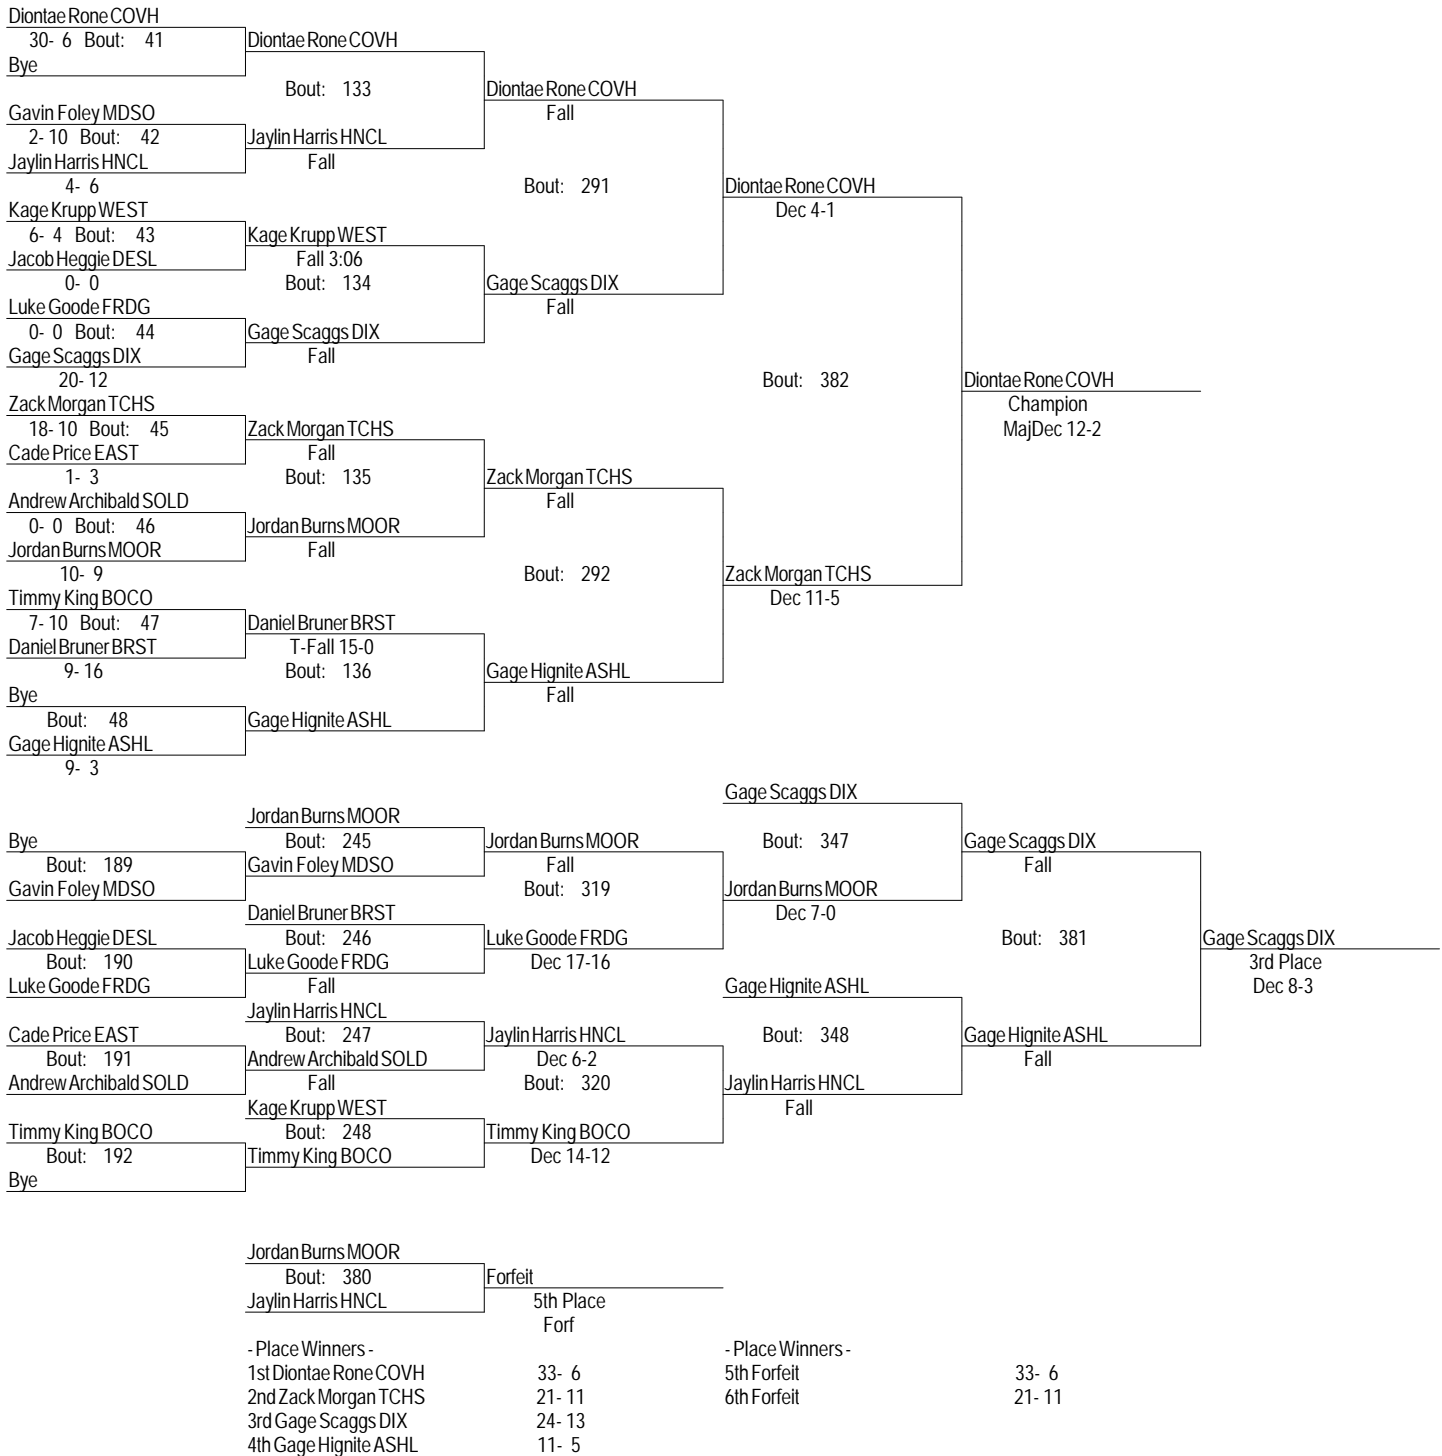 Diontae Rone COVH
30- 6 Bout: 41
Diontae Rone COVH
Bye
Bout: 133
Diontae Rone COVH
Gavin Foley MDSO
Fall
2- 10 Bout: 42
Jaylin Harris HNCL
Jaylin Harris HNCL
Fall
4- 6
Bout: 291
Diontae Rone COVH
Kage Krupp WEST
Dec 4-1
6- 4 Bout: 43
Kage Krupp WEST
Jacob Heggie DESL
Fall 3:06
0- 0
Bout: 134
Gage Scaggs DIX
Luke Goode FRDG
Fall
0- 0 Bout: 44
Gage Scaggs DIX
Gage Scaggs DIX
Fall
20- 12
Bout: 382
Diontae Rone COVH
Zack Morgan TCHS
Champion
18- 10 Bout: 45
Zack Morgan TCHS
MajDec 12-2
Cade Price EAST
Fall
1- 3
Bout: 135
Zack Morgan TCHS
Andrew Archibald SOLD
Fall
0- 0 Bout: 46
Jordan Burns MOOR
Jordan Burns MOOR
Fall
10- 9
Bout: 292
Zack Morgan TCHS
Timmy King BOCO
Dec 11-5
7- 10 Bout: 47
Daniel Bruner BRST
Daniel Bruner BRST
T-Fall 15-0
9- 16
Bout: 136
Gage Hignite ASHL
Bye
Fall
Bout: 48
Gage Hignite ASHL
Gage Hignite ASHL
9- 3
Gage Scaggs DIX
Jordan Burns MOOR
Bye
Bout: 245
Jordan Burns MOOR
Bout: 347
Gage Scaggs DIX
Bout: 189
Gavin Foley MDSO
Fall
Fall
Gavin Foley MDSO
Bout: 319
Jordan Burns MOOR
Daniel Bruner BRST
Dec 7-0
Jacob Heggie DESL
Bout: 246
Luke Goode FRDG
Bout: 381
Gage Scaggs DIX
Bout: 190
Luke Goode FRDG
Dec 17-16
3rd Place
Luke Goode FRDG
Fall
Gage Hignite ASHL
Dec 8-3
Jaylin Harris HNCL
Cade Price EAST
Bout: 247
Jaylin Harris HNCL
Bout: 348
Gage Hignite ASHL
Bout: 191
Andrew Archibald SOLD
Dec 6-2
Fall
Andrew Archibald SOLD
Fall
Bout: 320
Jaylin Harris HNCL
Kage Krupp WEST
Fall
Timmy King BOCO
Bout: 248
Timmy King BOCO
Bout: 192
Timmy King BOCO
Dec 14-12
Bye
Jordan Burns MOOR
Bout: 380
Forfeit
Jaylin Harris HNCL
5th Place
Forf
- Place Winners -
- Place Winners -
1st Diontae Rone COVH 33- 6
5th Forfeit 33- 6
2nd Zack Morgan TCHS 21- 11
6th Forfeit 21- 11
3rd Gage Scaggs DIX 24- 13
4th Gage Hignite ASHL 11- 5